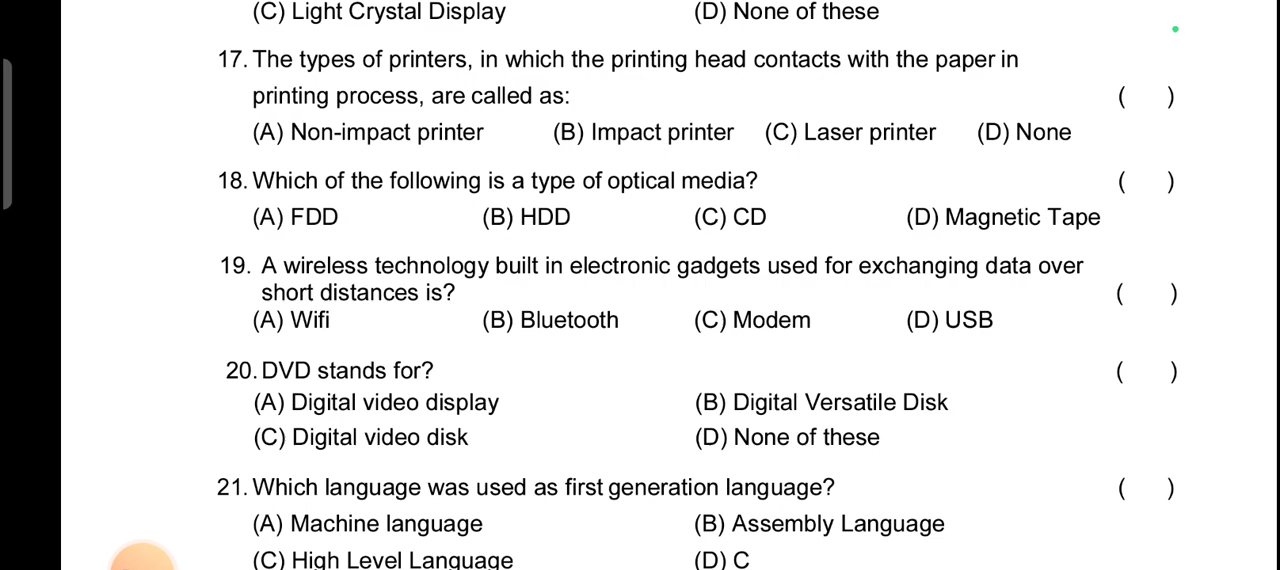 (C) Light Crystal Display (D) None of these
17. The types of printers, in which the printing head contacts with the paper in
printing process, are called as: ( )
(A) Non-impact printer (B) Impact printer (C) Laser printer (D) None
18. Which of the following is a type of optical media? ( )
(A) FDD (B) HDD (C) CD (D) Magnetic Tape
19. A wireless technology built in electronic gadgets used for exchanging data over
short distances is? ( )
(A) Wifi (B) Bluetooth (C) Modem (D) USB
20. DVD stands for? ( )
(A) Digital video display (B) Digital Versatile Disk
(C) Digital video disk (D) None of these
21. Which language was used as first generation language? ( )
(A) Machine language (B) Assembly Language
(C) High Level Language (D) C